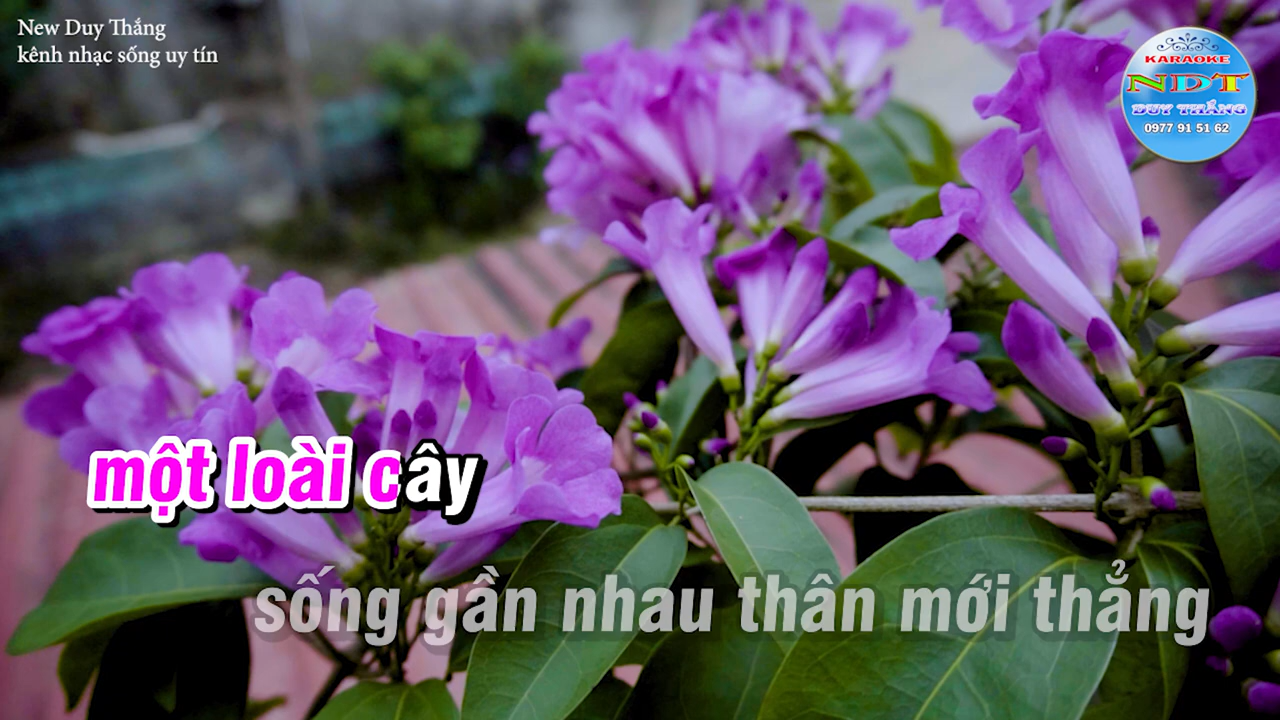 New Duy Thắng
kênh nhạc sống uy tín
KARAOKE
NDT
DUY THẮNG
0977 91 51 62
một loài cây
sống gần nhau thân mới thẳng